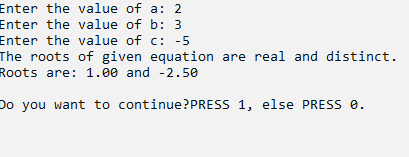 Enter the value of a: 2
Enter the value of b: 3
Enter the value of c: -5
The roots of given equation are real and distinct.
Roots are: 1.00 and -2.50
Do you want to continue?PRESS 1, else PRESS 0.